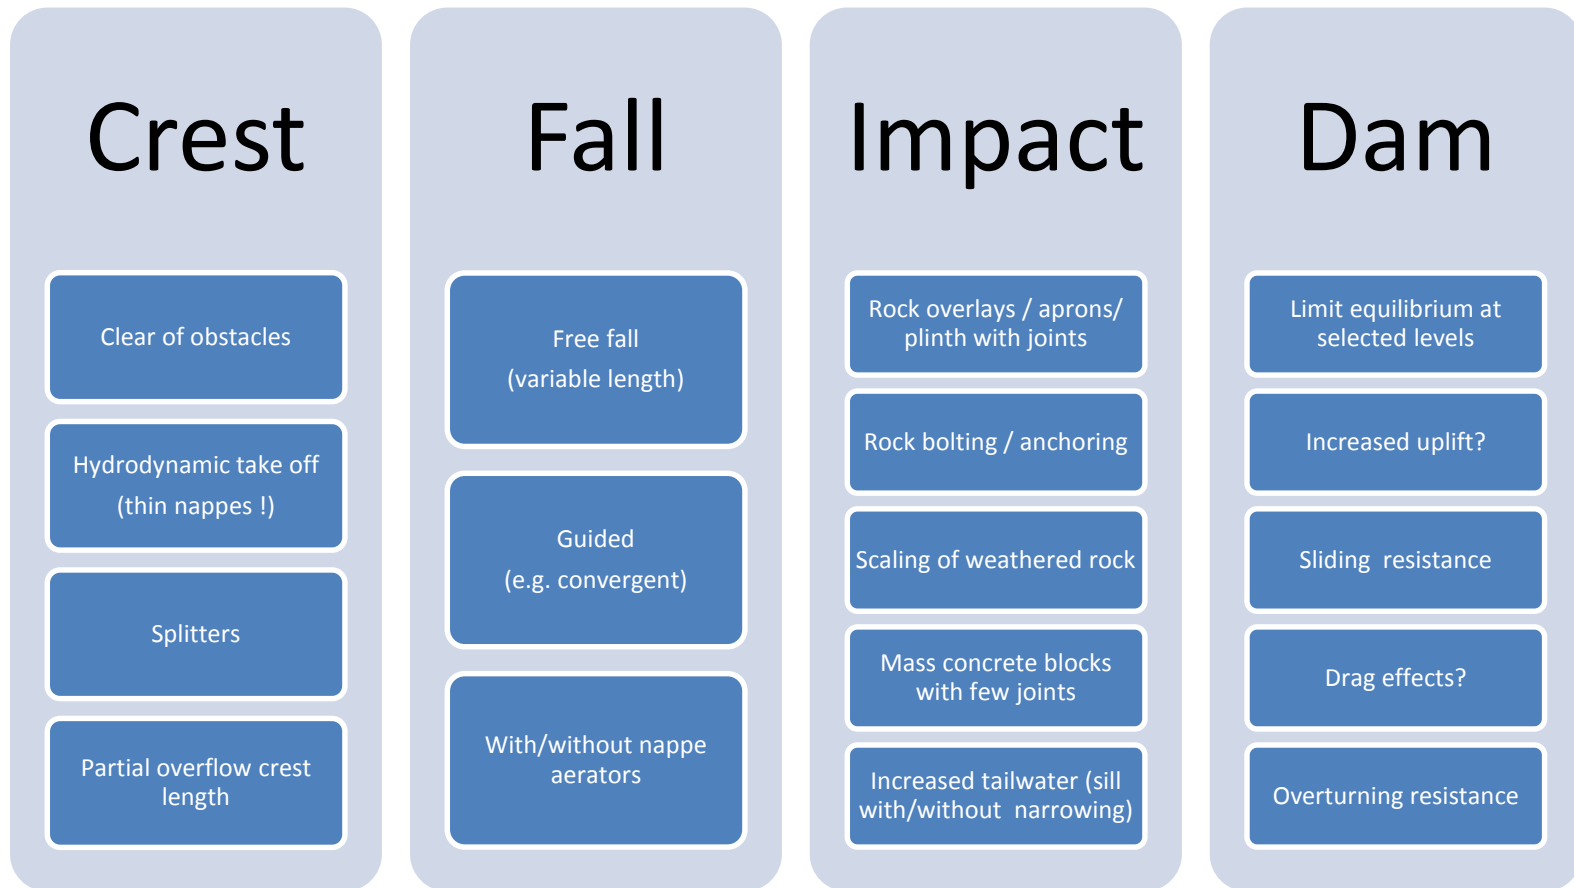 Crest
Clear of obstacles
Hydrodynamic take off
(thin nappes !)
Splitters
Partial overflow crest
length
Fall
Free fall
(variable length)
Guided
(e.g. convergent)
With/without nappe
aerators
Impact
Rock overlays / aprons/
plinth with joints
Rock bolting / anchoring
Scaling of weathered rock
Mass concrete blocks
with few joints
Increased tailwater (sill
with/without  narrowing)
Dam
Limit equilibrium at
selected levels
Increased uplift?
Sliding  resistance
Drag effects?
Overturning resistance